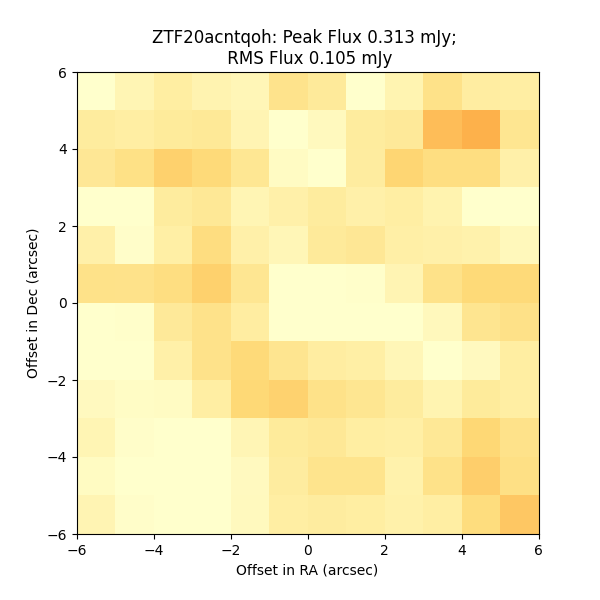 ZTF20acntqoh: Peak Flux 0.313 mJy;
RMS Flux 0.105 mJy
6
4
2
0
−2
−4
−6
Offset in Dec (arcsec)
−6 −4 −2 0 2 4 6
Offset in RA (arcsec)